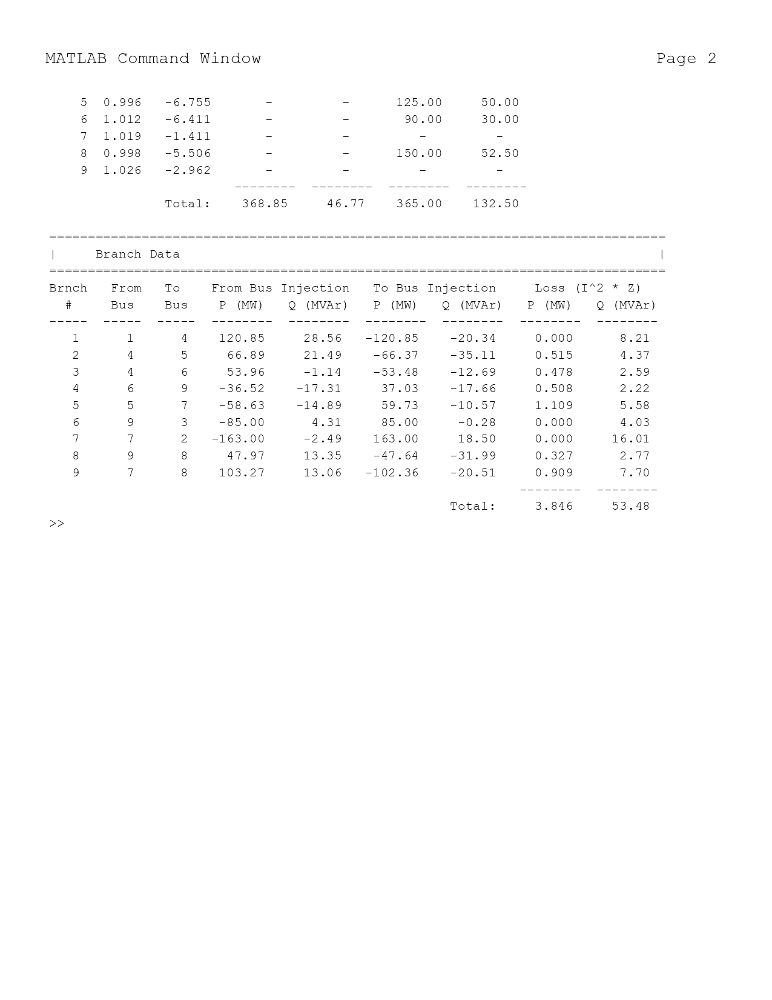 MATLAB Command Window Page 2
5 0.996 -6.755 - - 125.00 50.00
6 1.012 -6.411 - - 90.00 30.00
7 1.019 -1.411 - - - -
8 0.998 -5.506 - - 150.00 52.50
9 1.026 -2.962 - - - -
-------- -------- -------- --------
Total: 368.85 46.77 365.00 132.50
================================================================================
| Branch Data |
================================================================================
Brnch From To From Bus Injection To Bus Injection Loss (I^2 * Z)
# Bus Bus P (MW) Q (MVAr) P (MW) Q (MVAr) P (MW) Q (MVAr)
----- ----- ----- -------- -------- -------- -------- -------- --------
1 1 4 120.85 28.56 -120.85 -20.34 0.000 8.21
2 4 5 66.89 21.49 -66.37 -35.11 0.515 4.37
3 4 6 53.96 -1.14 -53.48 -12.69 0.478 2.59
4 6 9 -36.52 -17.31 37.03 -17.66 0.508 2.22
5 5 7 -58.63 -14.89 59.73 -10.57 1.109 5.58
6 9 3 -85.00 4.31 85.00 -0.28 0.000 4.03
7 7 2 -163.00 -2.49 163.00 18.50 0.000 16.01
8 9 8 47.97 13.35 -47.64 -31.99 0.327 2.77
9 7 8 103.27 13.06 -102.36 -20.51 0.909 7.70
-------- --------
Total: 3.846 53.48
>>